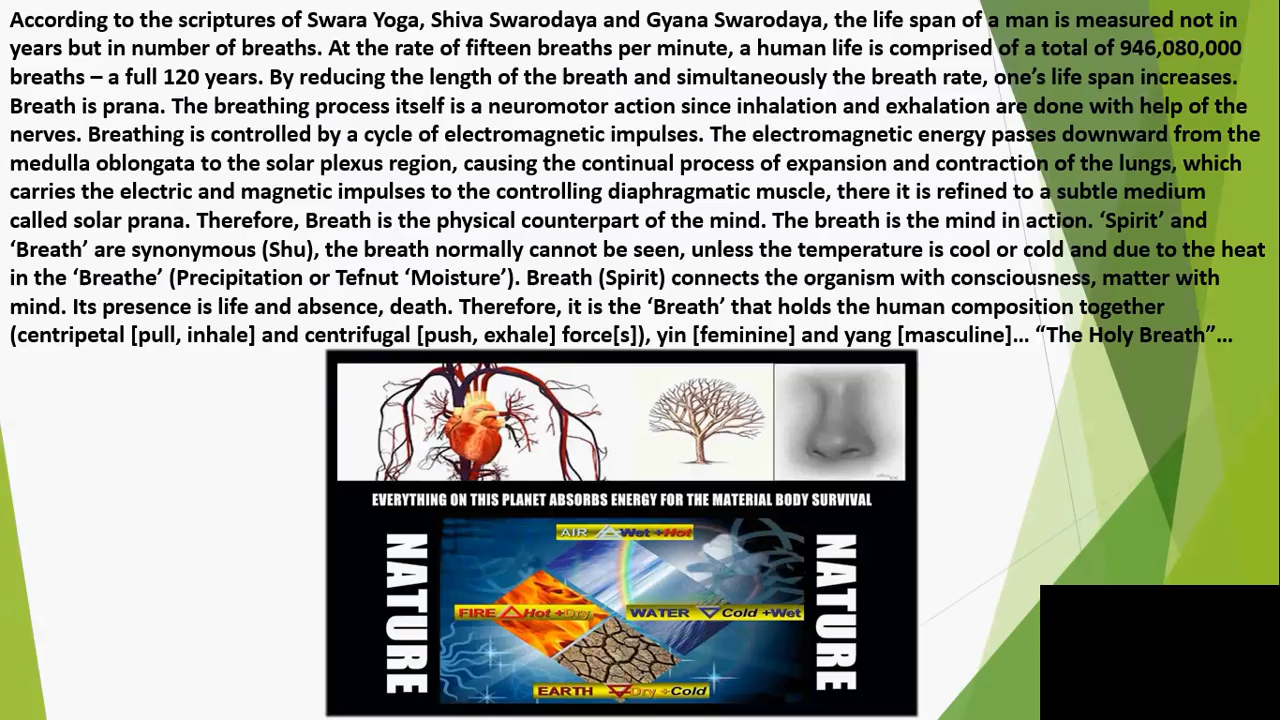 According to the scriptures of Swara Yoga, Shiva Swarodaya and Gyana Swarodaya, the life span of a man is measured not in
years but in number of breaths. At the rate of fifteen breaths per minute, a human life is comprised of a total of 946,080,000
breaths – a full 120 years. By reducing the length of the breath and simultaneously the breath rate, one’s life span increases.
Breath is prana. The breathing process itself is a neuromotor action since inhalation and exhalation are done with help of the
nerves. Breathing is controlled by a cycle of electromagnetic impulses. The electromagnetic energy passes downward from the
medulla oblongata to the solar plexus region, causing the continual process of expansion and contraction of the lungs, which
carries the electric and magnetic impulses to the controlling diaphragmatic muscle, there it is refined to a subtle medium
called solar prana. Therefore, Breath is the physical counterpart of the mind. The breath is the mind in action. ‘Spirit’ and
‘Breath’ are synonymous (Shu), the breath normally cannot be seen, unless the temperature is cool or cold and due to the heat
in the ‘Breathe’ (Precipitation or Tefnut ‘Moisture’). Breath (Spirit) connects the organism with consciousness, matter with
mind. Its presence is life and absence, death. Therefore, it is the ‘Breath’ that holds the human composition together
(centripetal [pull, inhale] and centrifugal [push, exhale] force[s]), yin [feminine] and yang [masculine]… “The Holy Breath”…
EVERYTHING ON THIS PLANET ABSORBS ENERGY FOR THE MATERIAL BODY SURVIVAL
NATURE
AIR Wet +Hot
FIRE Hot +Dry
WATER Cold +Wet
EARTH Dry +Cold
NATURE